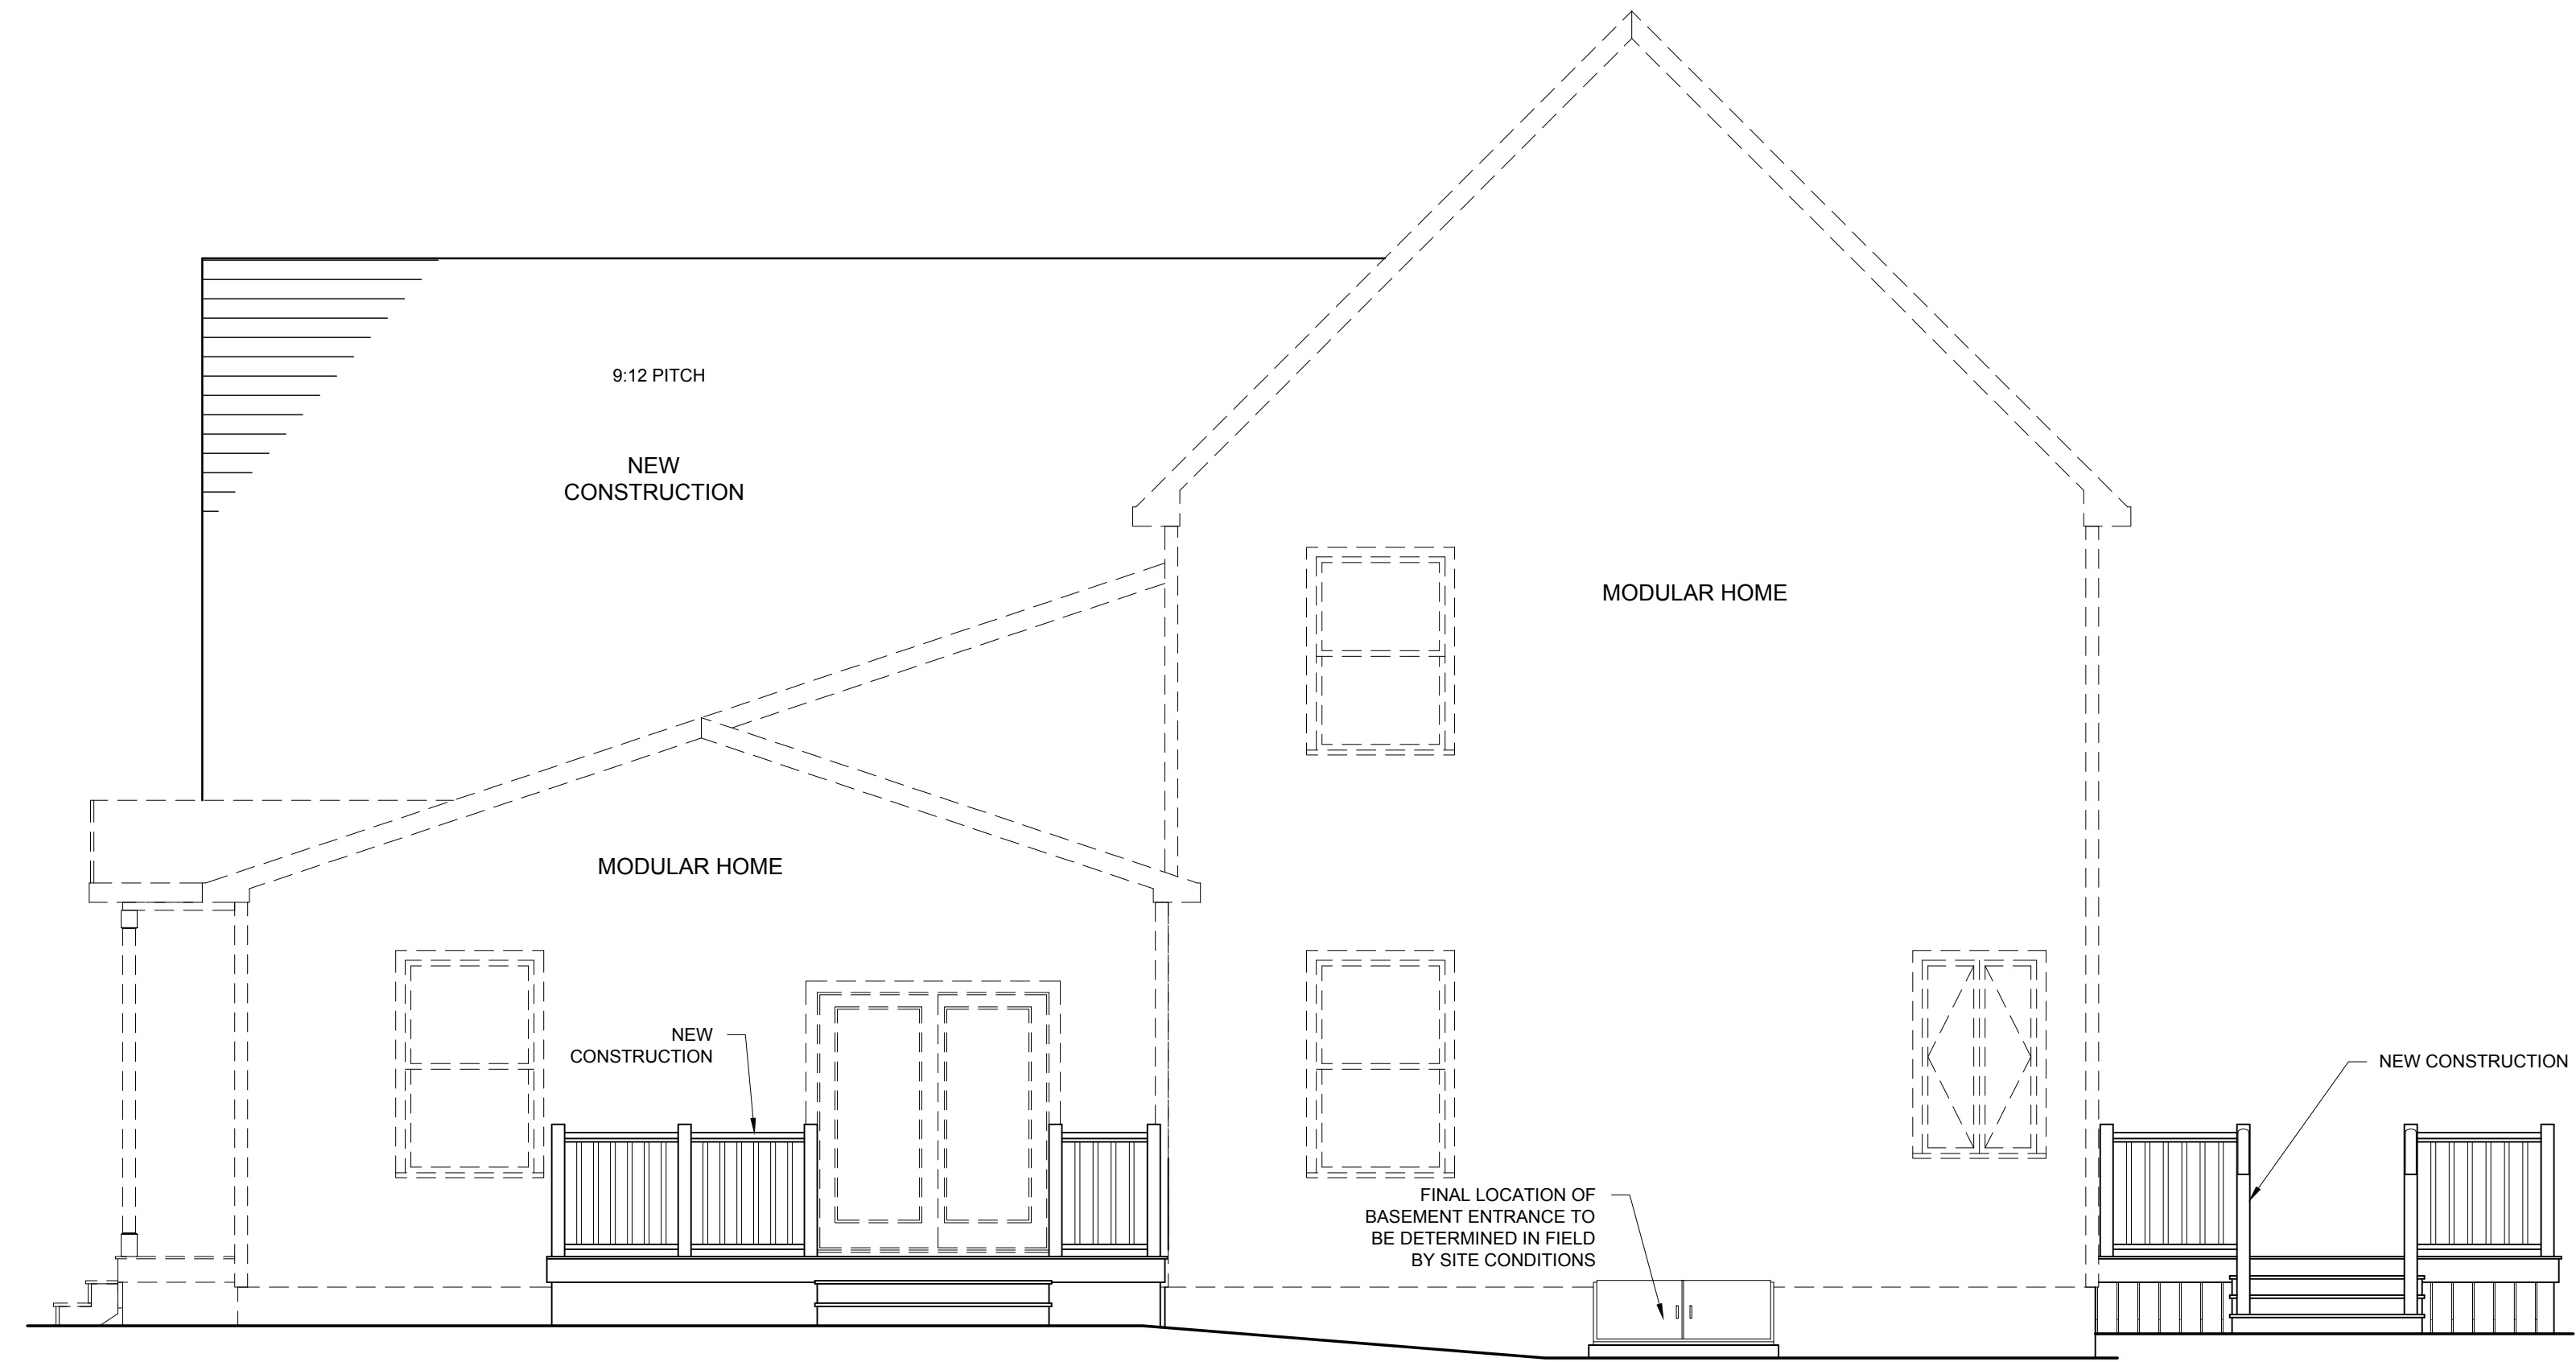 9:12 PITCH
NEW
CONSTRUCTION
MODULAR HOME
MODULAR HOME
NEW
CONSTRUCTION
NEW CONSTRUCTION
FINAL LOCATION OF
BASEMENT ENTRANCE TO
BE DETERMINED IN FIELD
BY SITE CONDITIONS